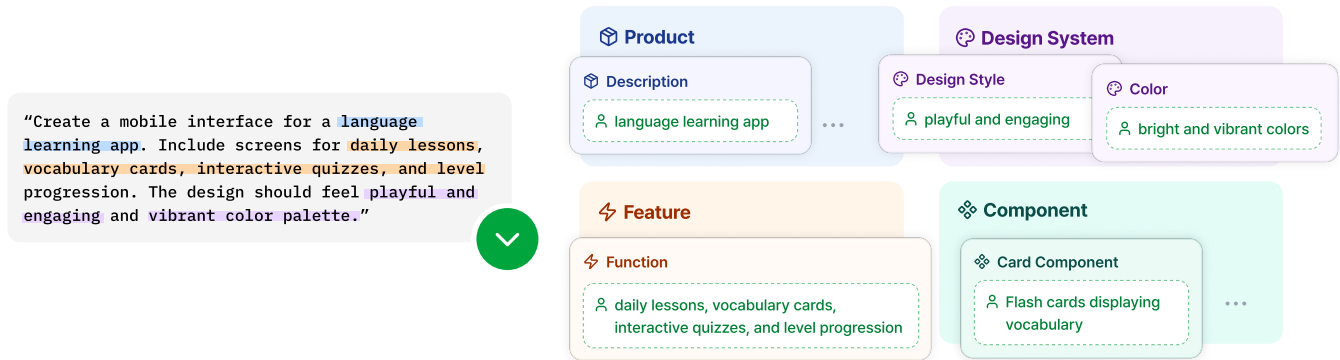 “Create a mobile interface for a language
learning app. Include screens for daily lessons,
vocabulary cards, interactive quizzes, and level
progression. The design should feel playful and
engaging and vibrant color palette.”
Product
Description
language learning app
...
Design System
Design Style
playful and engaging
Color
bright and vibrant colors
Feature
Function
daily lessons, vocabulary cards,
interactive quizzes, and level progression
Component
Card Component
Flash cards displaying
vocabulary
...